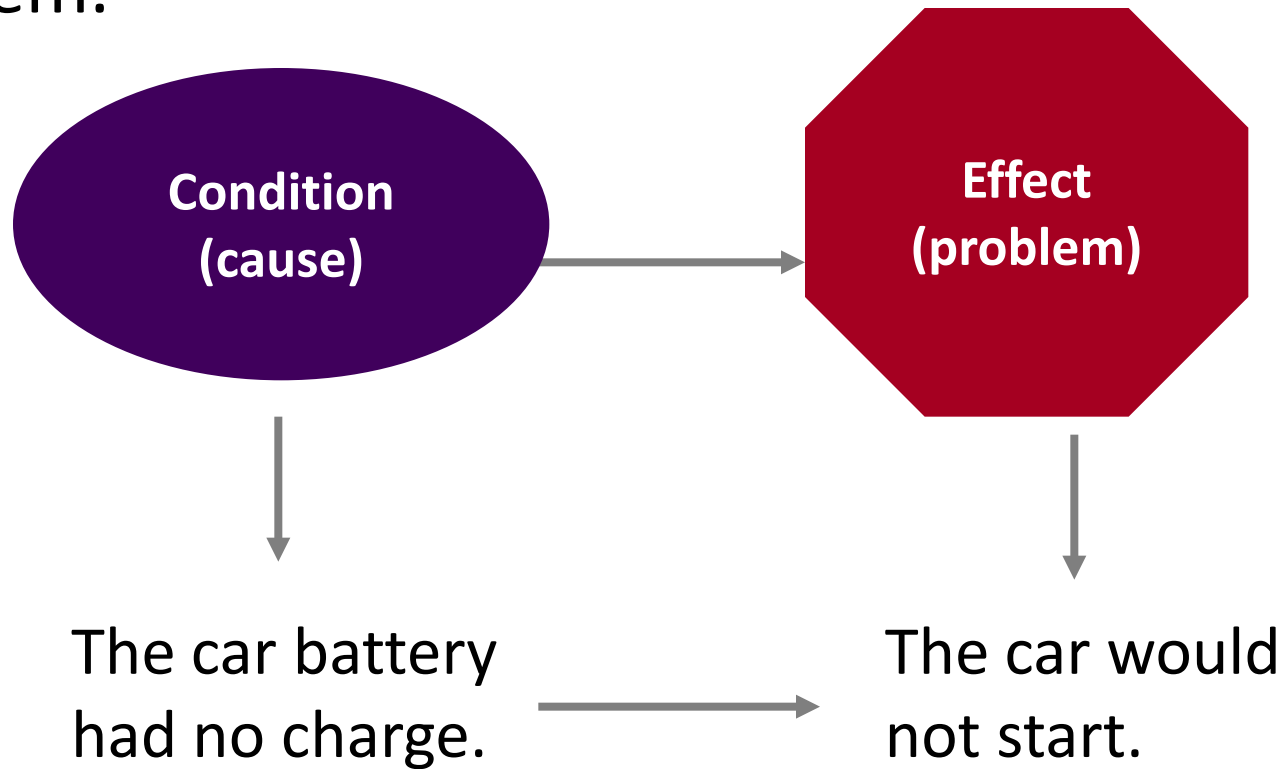 Condition
(cause)
Effect
(problem)
The car battery
had no charge.
The car would
not start.